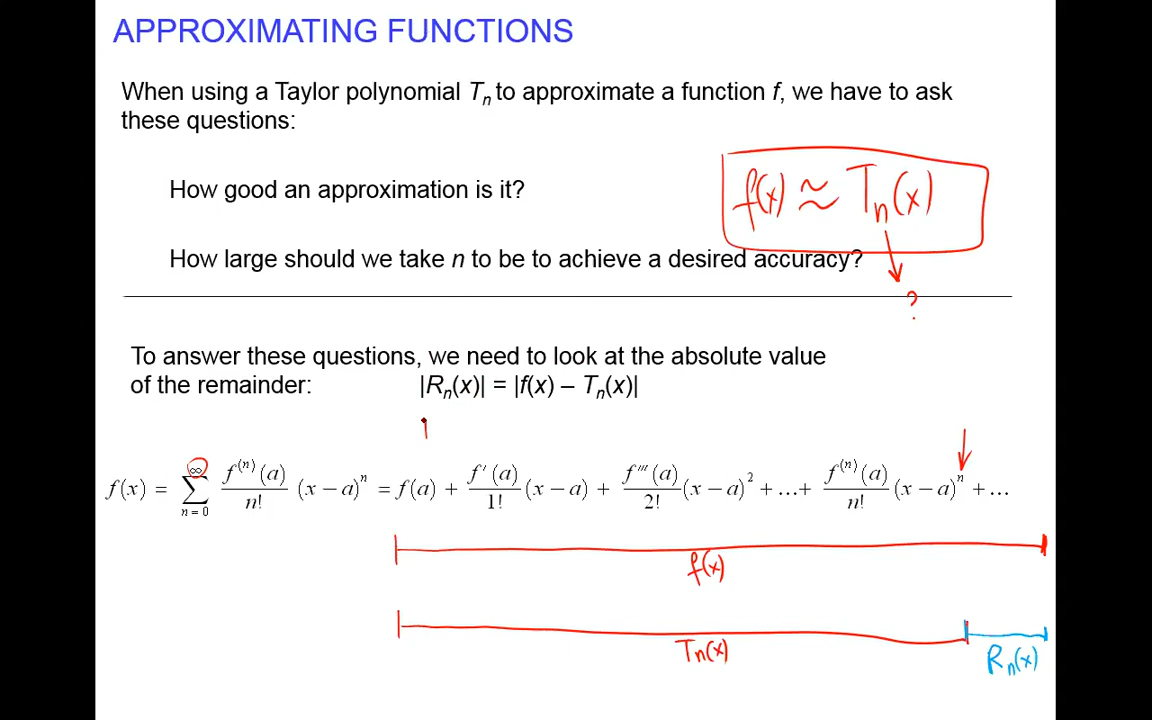 APPROXIMATING FUNCTIONS
When using a Taylor polynomial Tₙ to approximate a function f, we have to ask
these questions:
How good an approximation is it?
f(x) ≈ Tₙ(x)
How large should we take n to be to achieve a desired accuracy?
?
To answer these questions, we need to look at the absolute value
of the remainder: |Rₙ(x)| = |f(x) – Tₙ(x)|
f(x) = ∑_{n=0}^{∞} f⁽ⁿ⁾(a)/n! (x − a)ⁿ = f(a) + f′(a)/1! (x − a) + f‴(a)/2! (x − a)² + ...+ f⁽ⁿ⁾(a)/n! (x − a)ⁿ + ...
f(x)
Tₙ(x)
Rₙ(x)